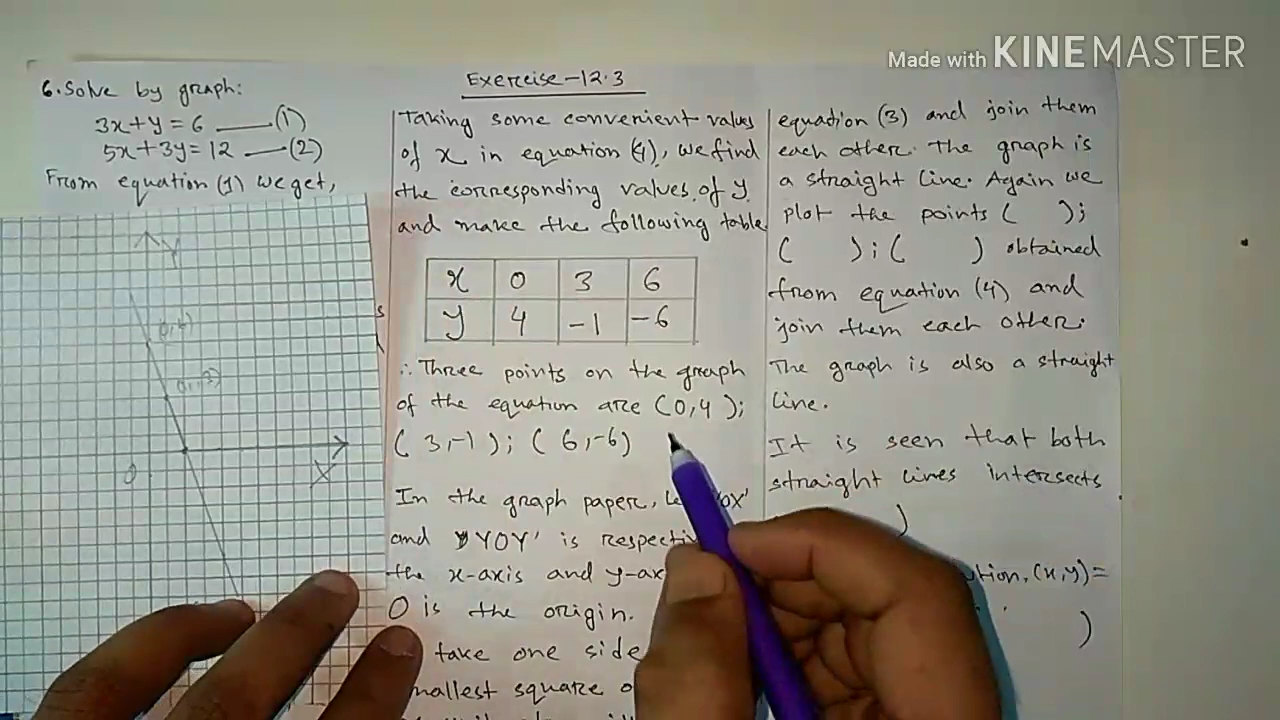 Made with KINEMASTER
Exercise-12.3
6. Solve by graph:
3x+y=6 —(1)
5x+3y=12 —(2)
From equation (1) we get,
Y
(0,6)
(1,3)
O
X
Taking some convenient values
of x in equation (4), we find
the corresponding values of y
and make the following table
x 0 3 6
y 4 -1 -6
∴ Three points on the graph
of the equation are (0,4);
(3,-1); (6,-6)
In the graph paper, XOX'
and YOY' is
the x-axis and
O is the origin.
take one side
smallest square
equation (3) and join them
each other. The graph is
a straight line. Again we
plot the points ( );
( ); ( ) obtained
from equation (4) and
join them each other.
The graph is also a straight
line.
It is seen that both
straight lines intersects
)
(x,y)=
)